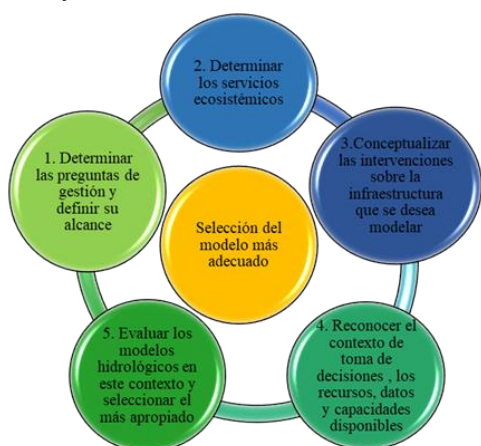 1. Determinar
las preguntas de
gestión y
definir su
alcance
2. Determinar
los servicios
ecosistémicos
3.Conceptualizar
las intervenciones
sobre la
infraestructura
que se desea
modelar
4. Reconocer el
contexto de
toma de
decisiones , los
recursos, datos
y capacidades
disponibles
5. Evaluar los
modelos
hidrológicos en
este contexto y
seleccionar el
más apropiado
Selección del
modelo más
adecuado